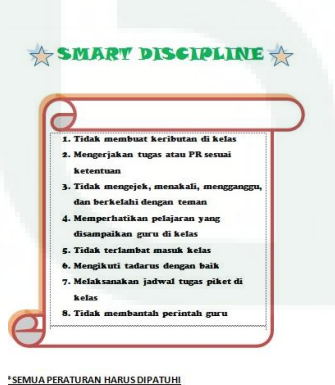 SMART DISCIPLINE
1. Tidak membuat keributan di kelas
2. Mengerjakan tugas atau PR sesuai
ketentuan
3. Tidak mengejek, menakali, mengganggu,
dan berkelahi dengan teman
4. Memperhatikan pelajaran yang
disampaikan guru di kelas
5. Tidak terlambat masuk kelas
6. Mengikuti tadarus dengan baik
7. Melaksanakan jadwal tugas piket di
kelas
8. Tidak membantah perintah guru
*SEMUA PERATURAN HARUS DIPATUHI